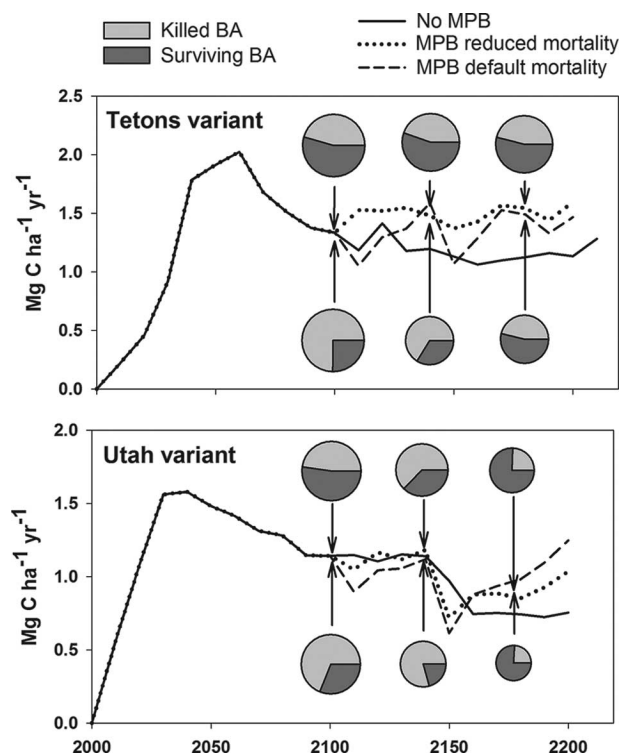 Killed BA
Surviving BA
No MPB
MPB reduced mortality
MPB default mortality
Tetons variant
2.5
2.0
1.5
1.0
0.5
0.0
Mg C ha⁻¹ yr⁻¹
Utah variant
2.0
1.5
1.0
0.5
0.0
Mg C ha⁻¹ yr⁻¹
2000 2050 2100 2150 2200